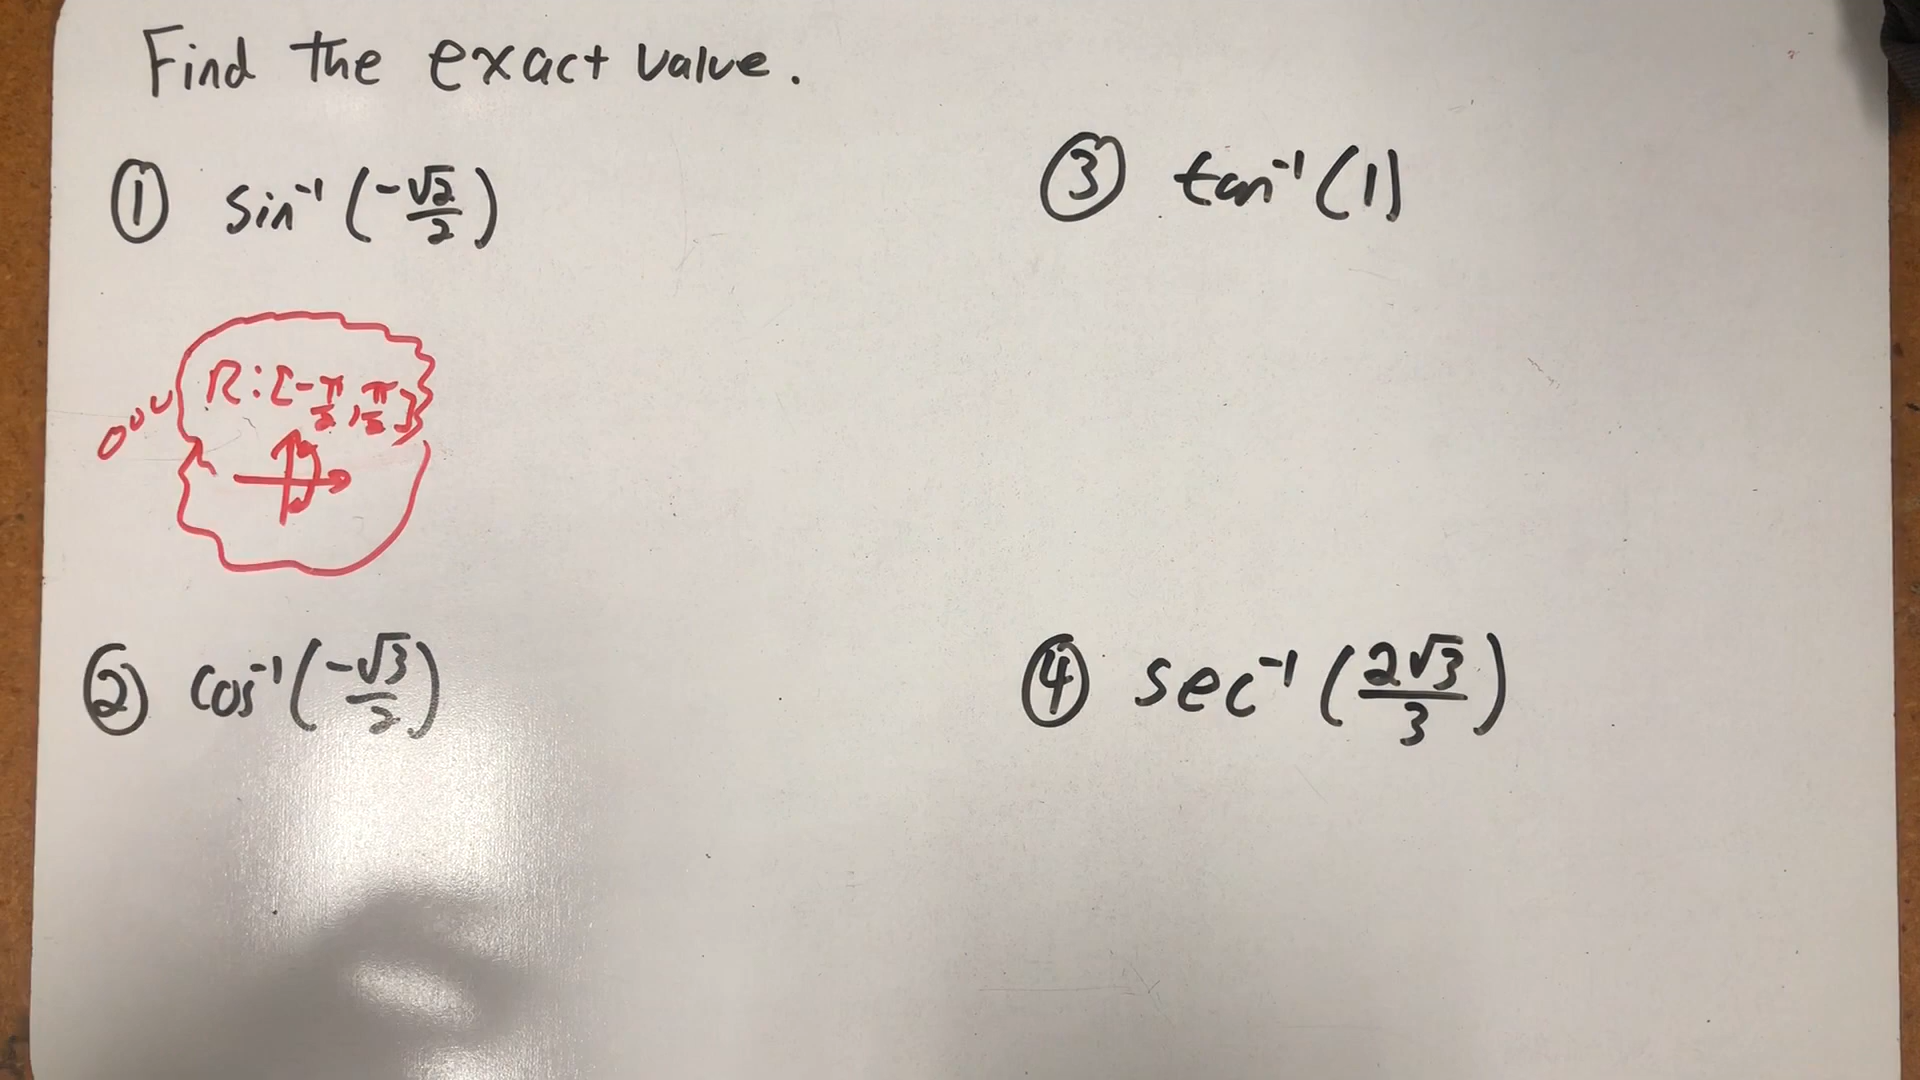 Find the exact value.
① sin⁻¹(-√2/2)
R:[-π/2, π/2]
② cos⁻¹(-√3/2)
③ tan⁻¹(1)
④ sec⁻¹(2√3/3)